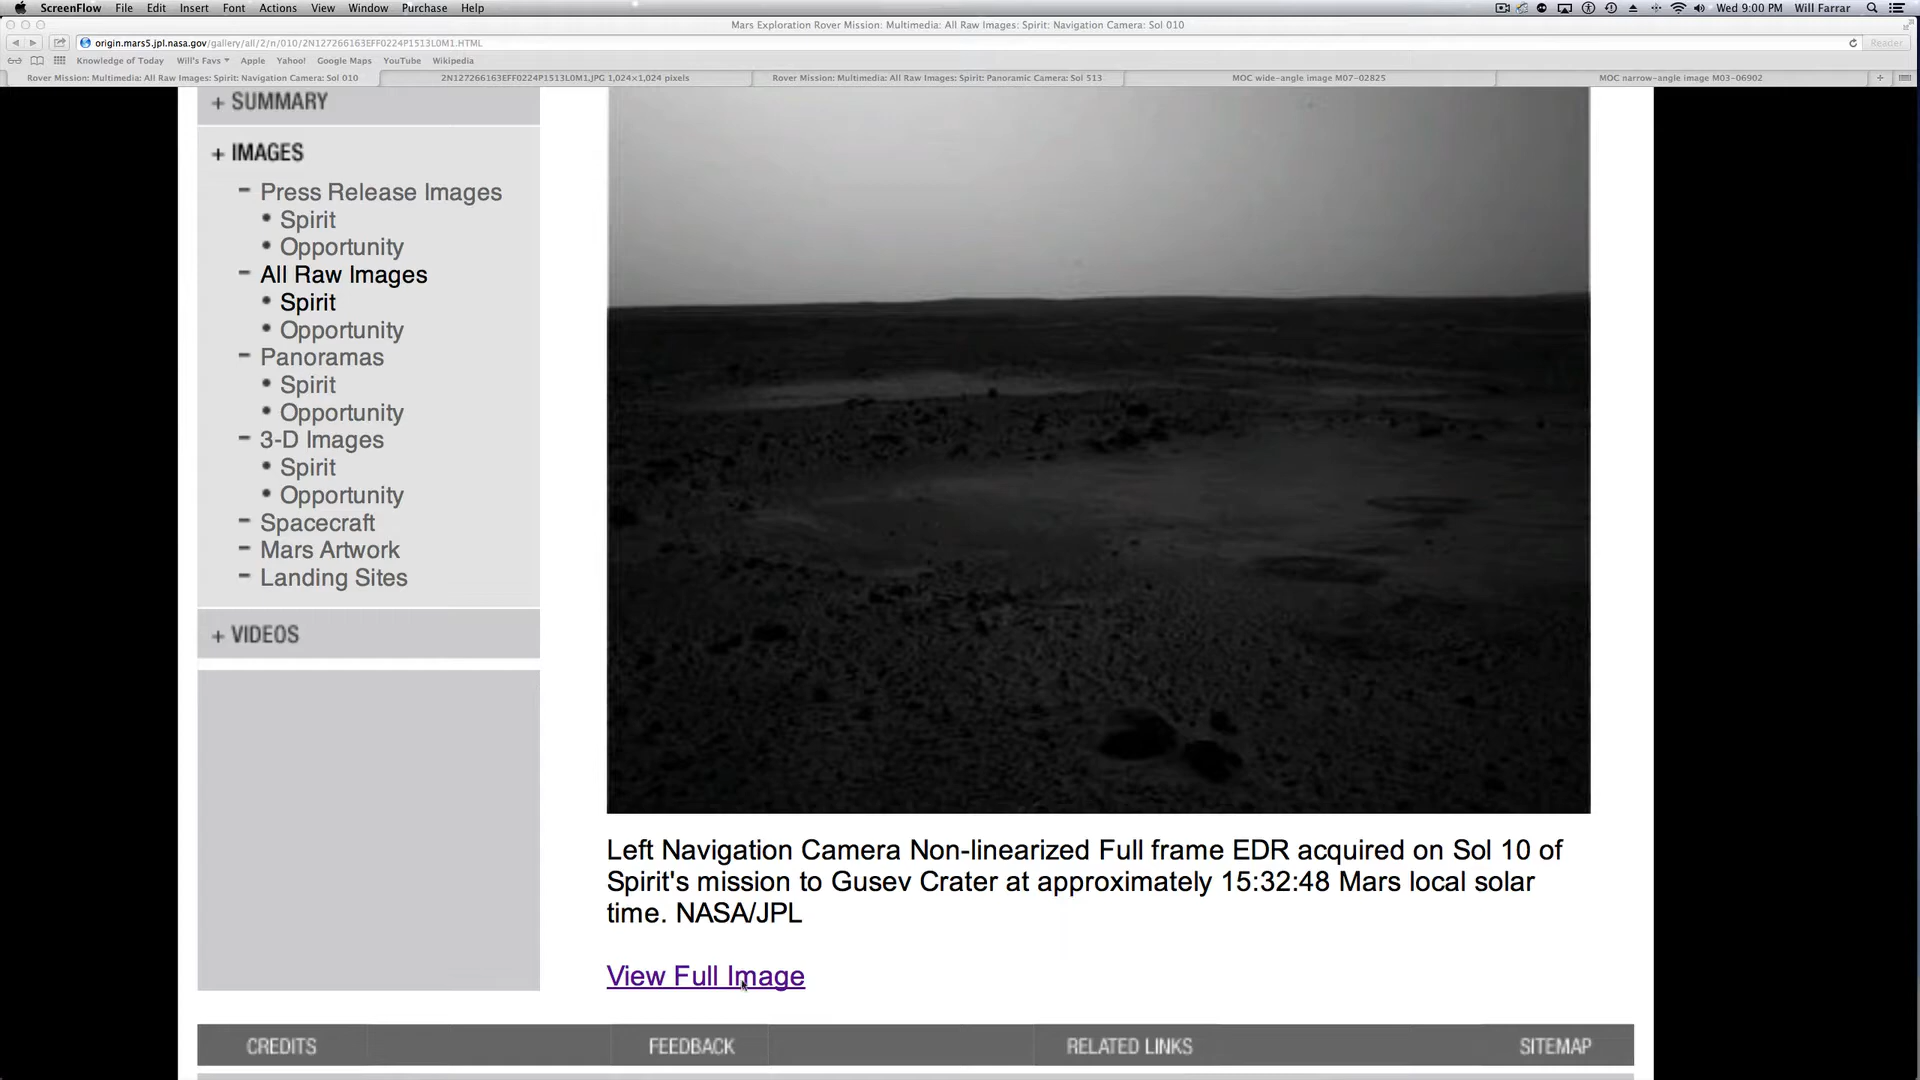 ScreenFlow File Edit Insert Font Actions View Window Purchase Help Wed 9:00 PM Will Farrar
Mars Exploration Rover Mission: Multimedia: All Raw Images: Spirit: Navigation Camera: Sol 010
origin.mars5.jpl.nasa.gov/gallery/all/2/n/010/2N127266163EFF0224P1513L0M1.HTML Reader
Knowledge of Today Will's Favs Apple Yahoo! Google Maps YouTube Wikipedia
Rover Mission: Multimedia: All Raw Images: Spirit: Navigation Camera: Sol 010 2N127266163EFF0224P1513L0M1.JPG 1,024×1,024 pixels Rover Mission: Multimedia: All Raw Images: Spirit: Panoramic Camera: Sol 513 MOC wide-angle image M07-02825 MOC narrow-angle image M03-06902 +
+ SUMMARY
+ IMAGES
- Press Release Images
• Spirit
• Opportunity
- All Raw Images
• Spirit
• Opportunity
- Panoramas
• Spirit
• Opportunity
- 3-D Images
• Spirit
• Opportunity
- Spacecraft
- Mars Artwork
- Landing Sites
+ VIDEOS
Left Navigation Camera Non-linearized Full frame EDR acquired on Sol 10 of
Spirit's mission to Gusev Crater at approximately 15:32:48 Mars local solar
time. NASA/JPL
View Full Image
CREDITS FEEDBACK RELATED LINKS SITEMAP